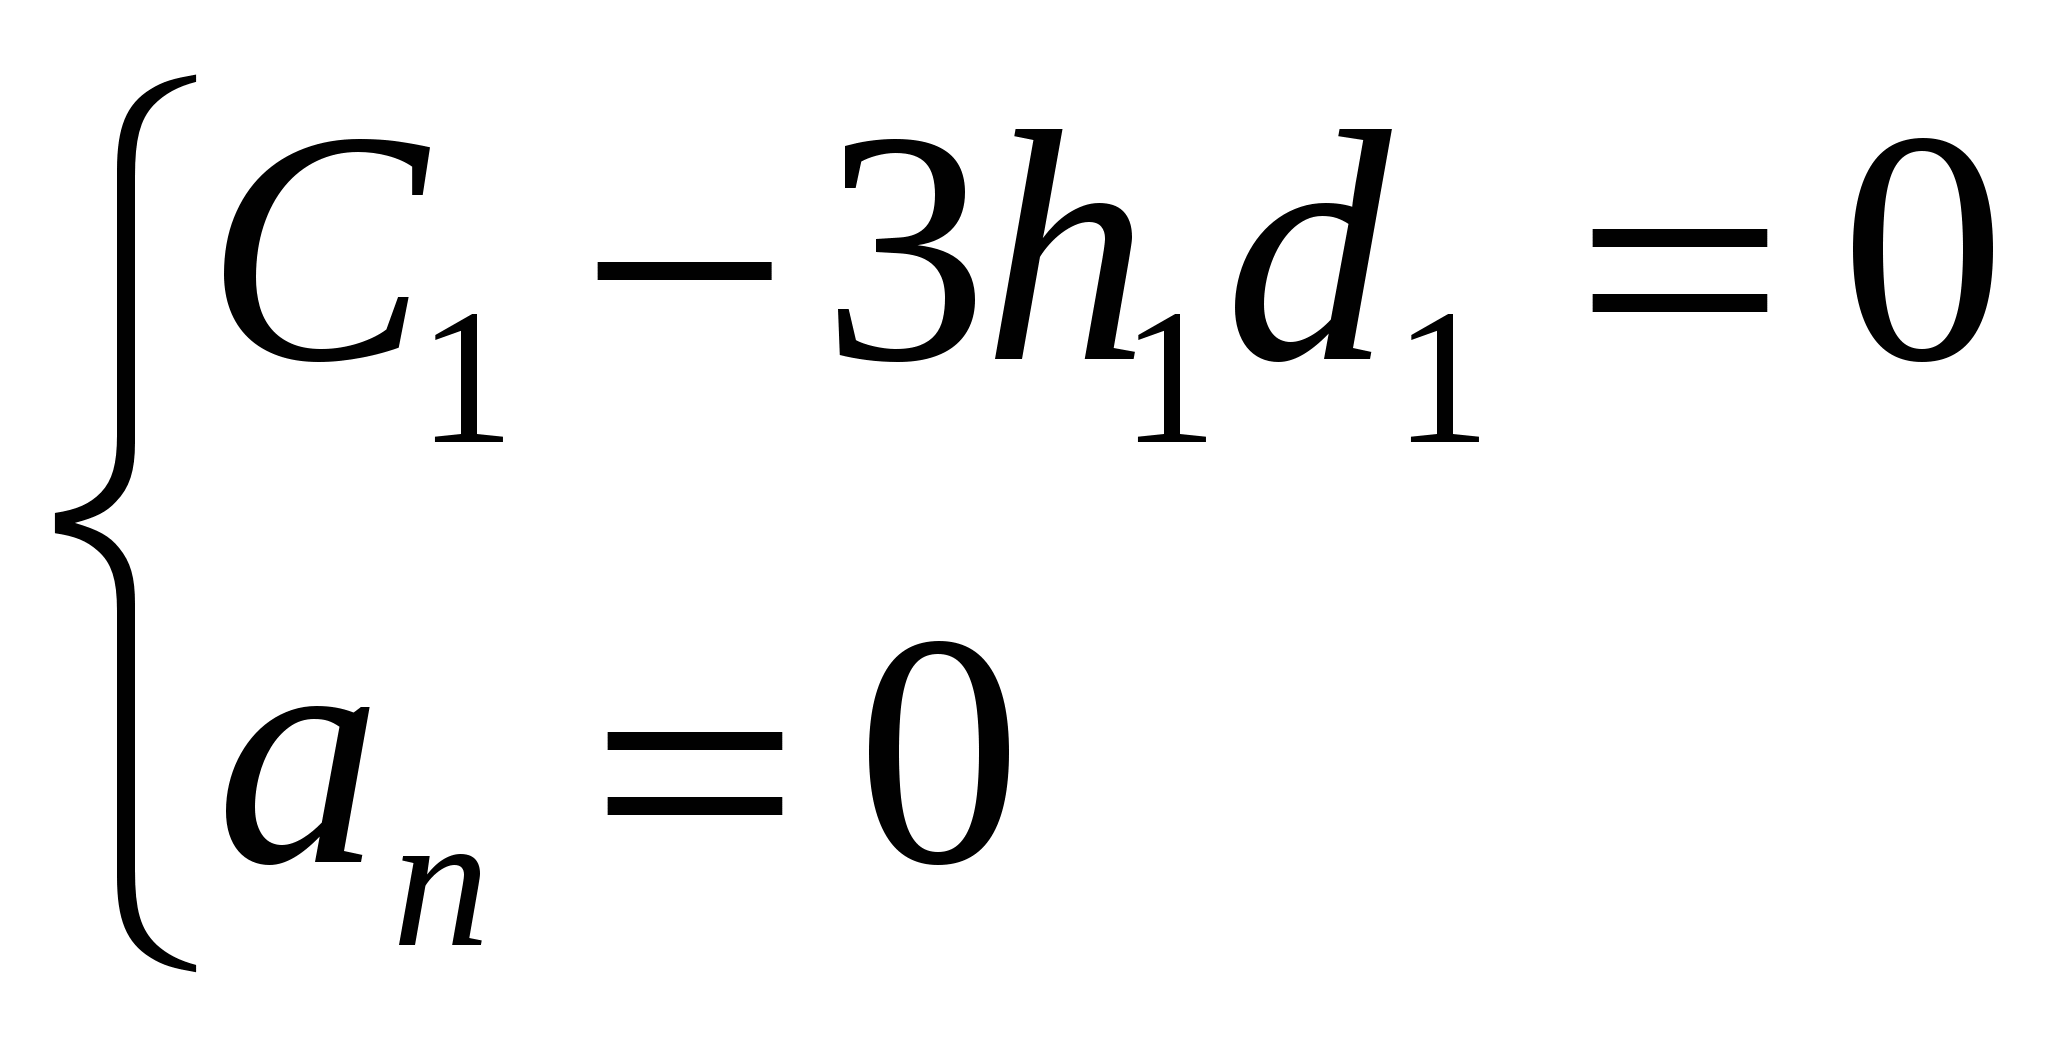 C₁ − 3h₁d₁ = 0
aₙ = 0